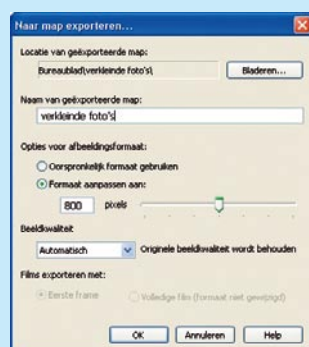 Naar map exporteren...
Locatie van geëxporteerde map:
Bureaublad\verkleinde foto's\
Bladeren...
Naam van geëxporteerde map:
verkleinde foto's
Opties voor afbeeldingsformaat:
Oorspronkelijk formaat gebruiken
Formaat aanpassen aan:
800 pixels
Beeldkwaliteit
Automatisch Originele beeldkwaliteit wordt behouden
Films exporteren met:
Eerste frame Volledige film (formaat niet gewijzigd)
OK Annuleren Help